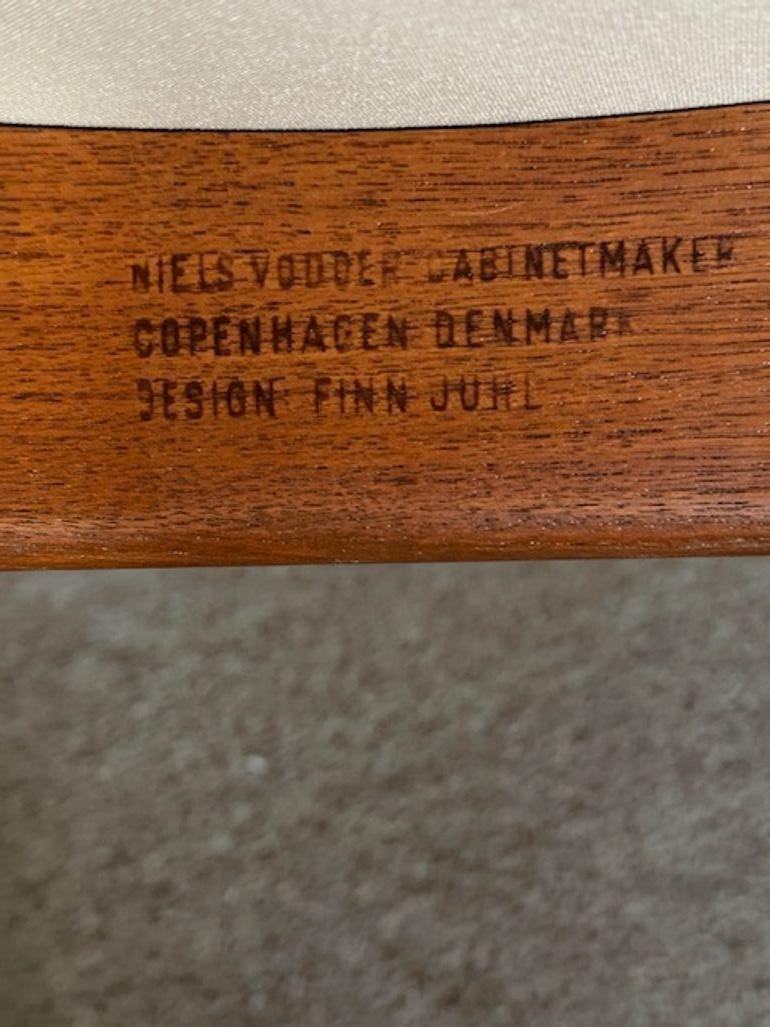 NIELS VODDER CABINETMAKER
COPENHAGEN DENMARK
DESIGN FINN JUHL